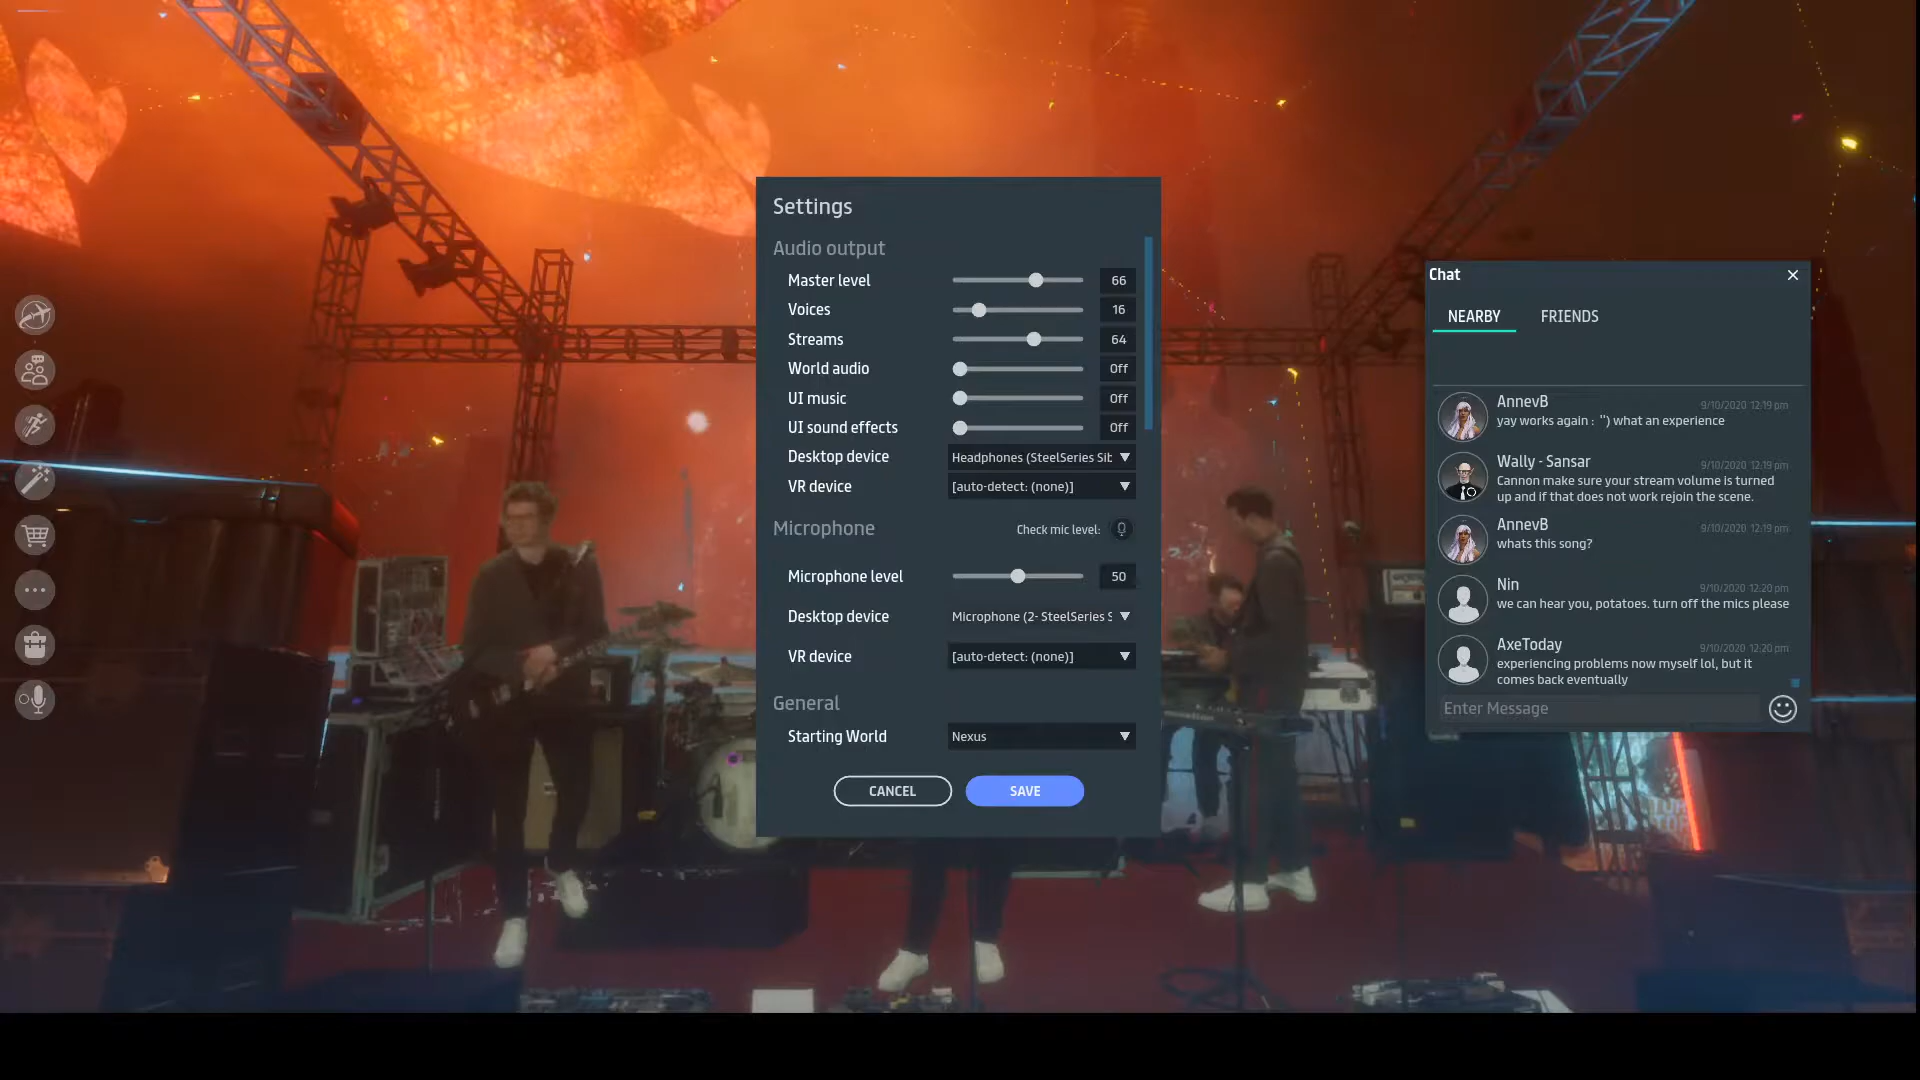 Settings
Audio output
Master level 66
Voices 16
Streams 64
World audio Off
UI music Off
UI sound effects Off
Desktop device Headphones (SteelSeries Sit
VR device [auto-detect: (none)]
Microphone Check mic level:
Microphone level 50
Desktop device Microphone (2- SteelSeries S
VR device [auto-detect: (none)]
General
Starting World Nexus
CANCEL SAVE
Chat
NEARBY FRIENDS
AnnevB 9/10/2020 12:19 pm
yay works again : '') what an experience
Wally - Sansar 9/10/2020 12:19 pm
Cannon make sure your stream volume is turned
up and if that does not work rejoin the scene.
AnnevB 9/10/2020 12:19 pm
whats this song?
Nin 9/10/2020 12:20 pm
we can hear you, potatoes. turn off the mics please
AxeToday 9/10/2020 12:20 pm
experiencing problems now myself lol, but it
comes back eventually
Enter Message